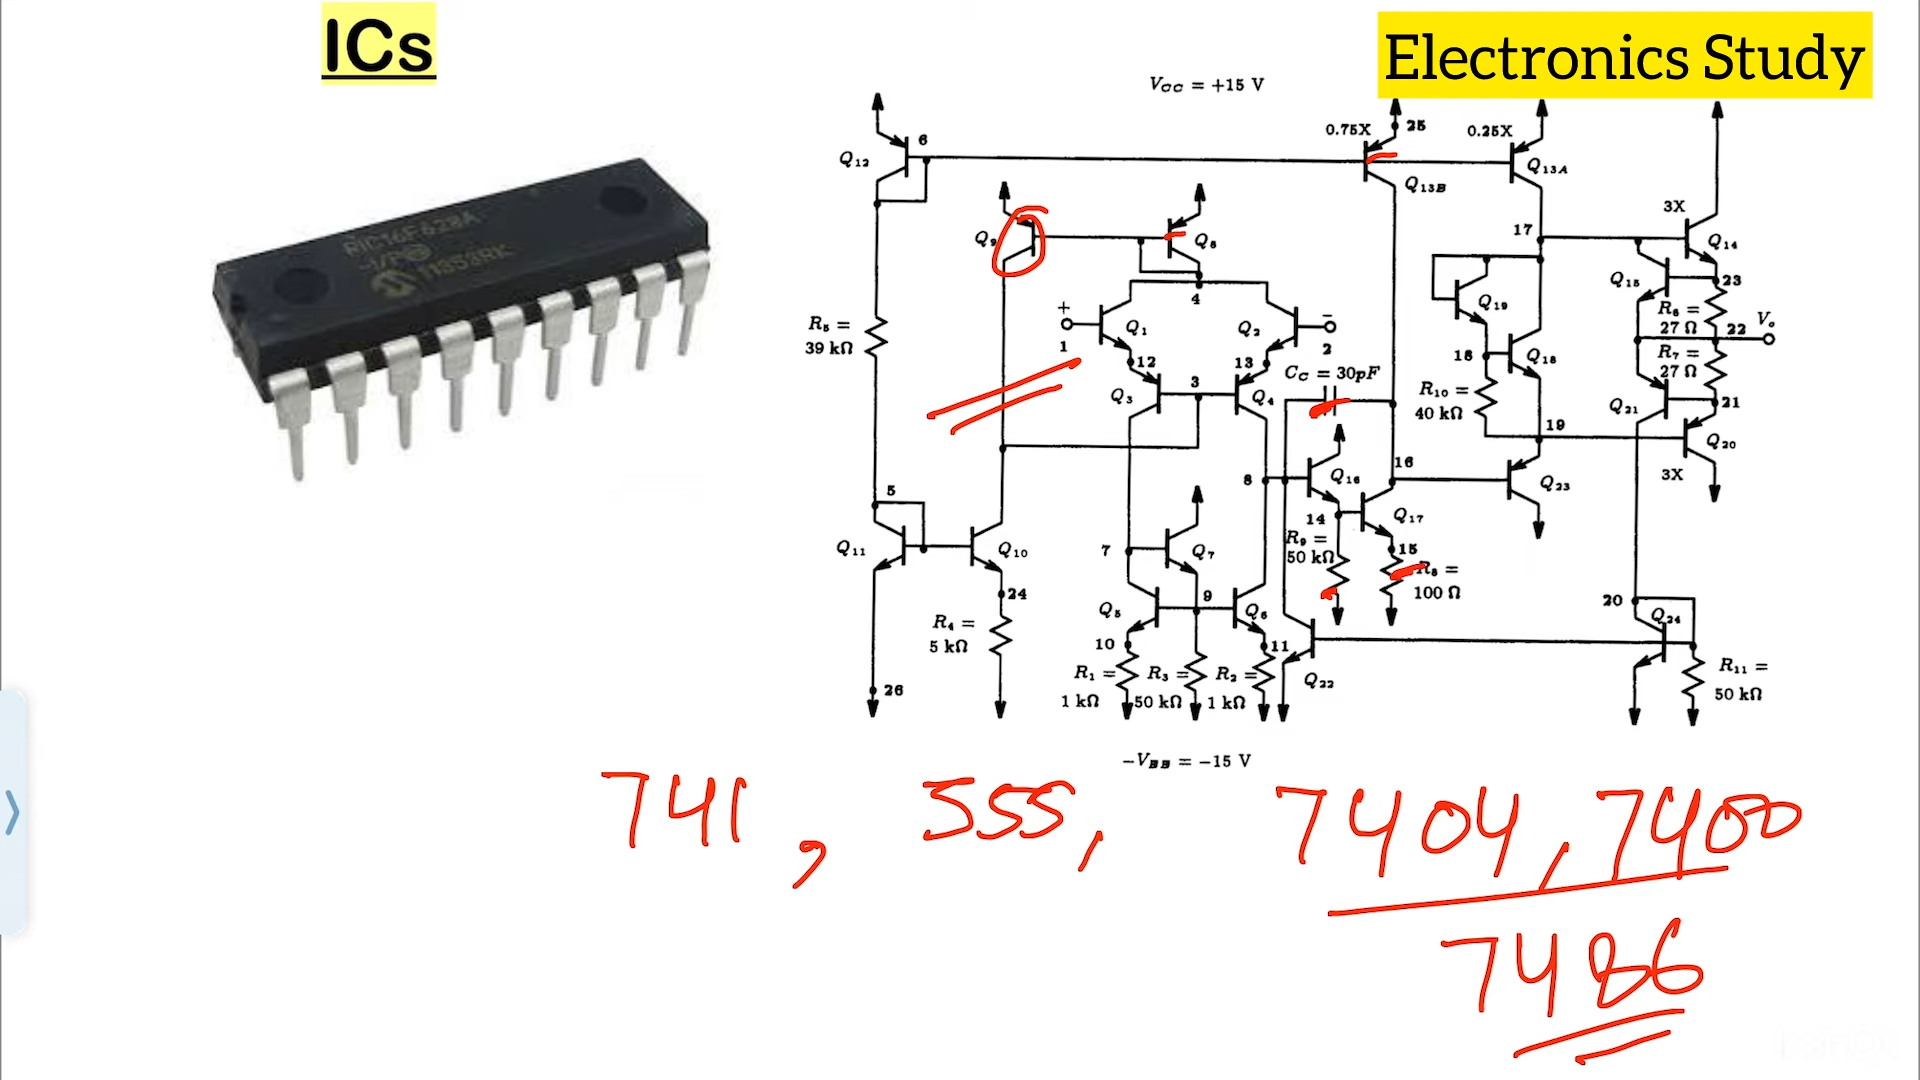 ICs
Electronics Study
VCC = +15 V
PIC16F628A
-I/P
Q12
6
0.75X
25
0.25X
Q13B
Q13A
Q9
Q8
4
3X
17
Q14
Q15
23
R6 =
27 Ω
22
Vo
R7 =
27 Ω
Q21
21
Q20
3X
Q19
18
Q18
R10 =
40 kΩ
19
R5 =
39 kΩ
+
Q1
1
Q2
−
2
12
13
3
Q3
Q4
CC = 30pF
8
Q16
16
Q23
14
Q17
R9 =
50 kΩ
15
R8 =
100 Ω
5
Q11
Q10
24
R4 =
5 kΩ
26
7
Q7
9
Q5
Q6
10
11
R1 =
1 kΩ
R3 =
50 kΩ
R2 =
1 kΩ
Q22
20
Q24
R11 =
50 kΩ
−VEE = −15 V
741, 555, 7404, 7400
7486